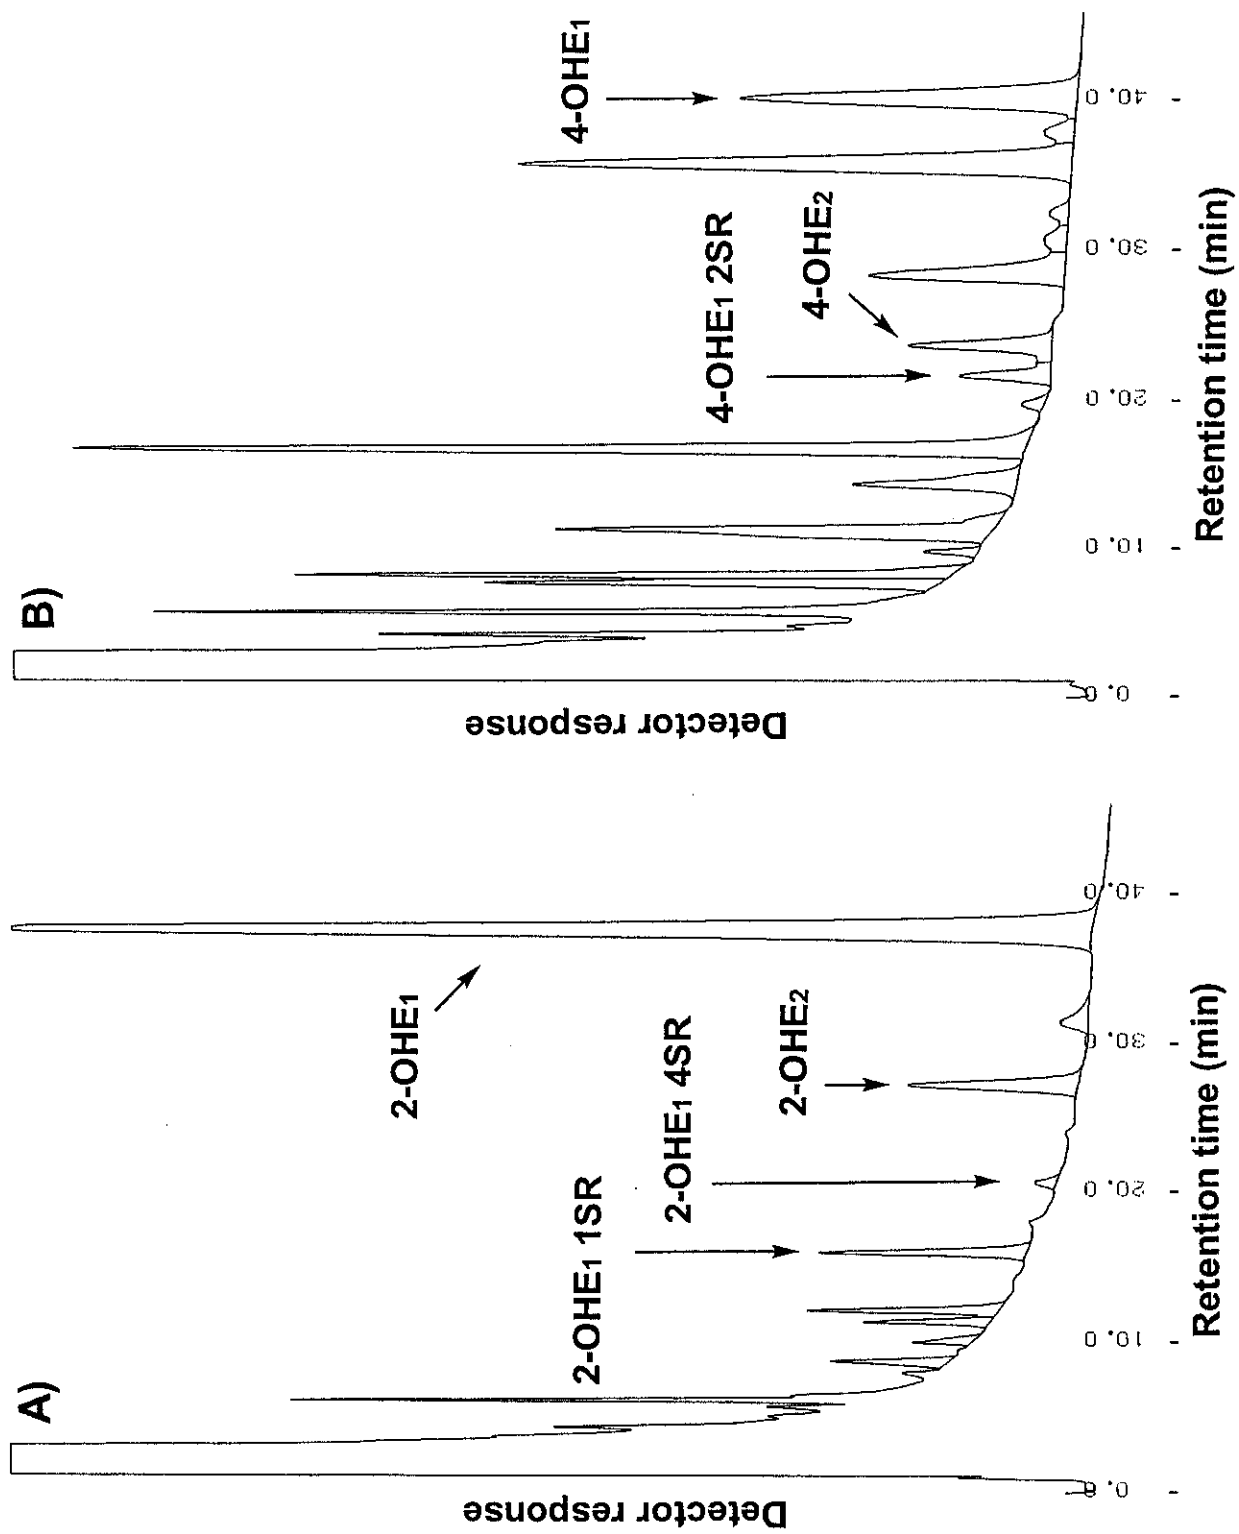 A)
Detector response
2-OHE1 1SR
2-OHE1 4SR
2-OHE1
2-OHE2
0.0
10.0
20.0
30.0
40.0
Retention time (min)
B)
Detector response
4-OHE1 2SR
4-OHE2
4-OHE1
0.0
10.0
20.0
30.0
40.0
Retention time (min)